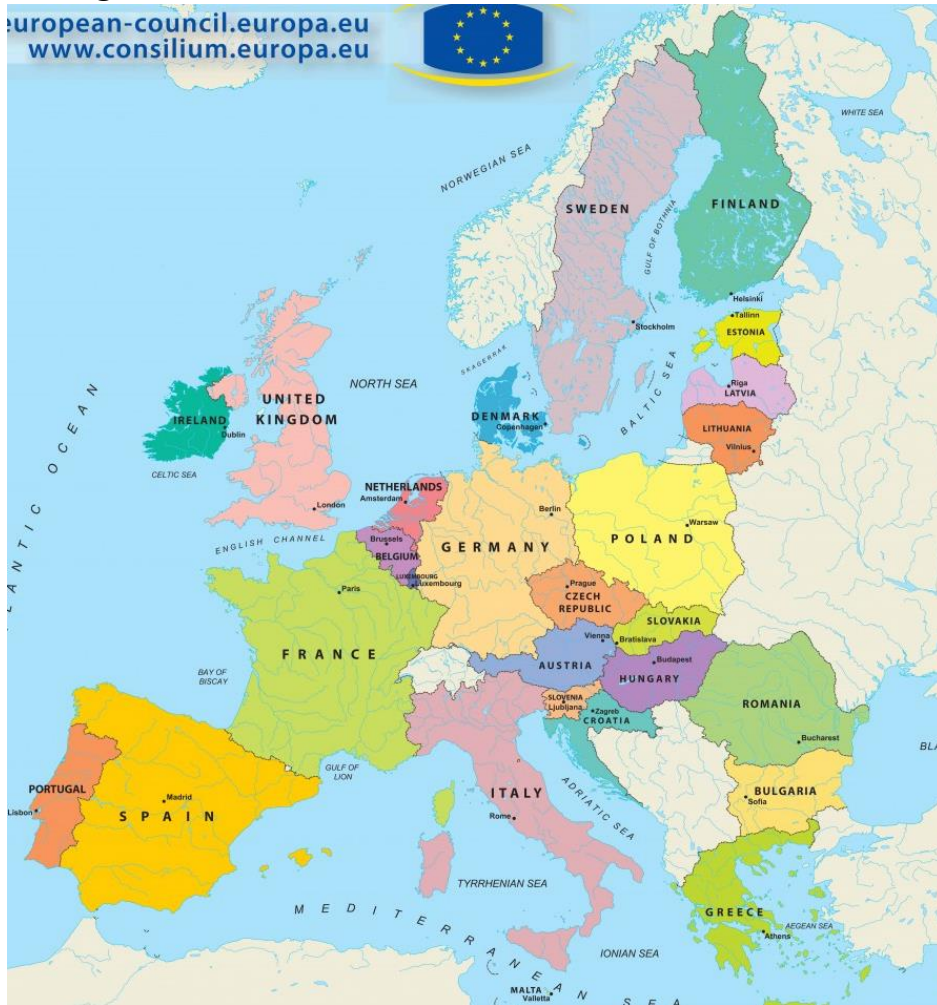 european-council.europa.eu
www.consilium.europa.eu
WHITE SEA
NORWEGIAN SEA
SWEDEN
FINLAND
GULF OF BOTHNIA
Helsinki
Tallinn
ESTONIA
Stockholm
SKAGERRAK
BALTIC SEA
Riga
LATVIA
NORTH SEA
UNITED
KINGDOM
IRELAND
Dublin
DENMARK
Copenhagen
LITHUANIA
Vilnius
CELTIC SEA
London
NETHERLANDS
Amsterdam
ENGLISH CHANNEL
Brussels
BELGIUM
LUXEMBOURG
Luxembourg
GERMANY
Berlin
POLAND
Warsaw
Prague
CZECH
REPUBLIC
SLOVAKIA
Bratislava
Vienna
AUSTRIA
Budapest
HUNGARY
Paris
FRANCE
BAY OF
BISCAY
SLOVENIA
Ljubljana
Zagreb
CROATIA
ROMANIA
Bucharest
BLA
LANTIC OCEAN
GULF OF
LION
PORTUGAL
Lisbon
Madrid
SPAIN
ITALY
Rome
ADRIATIC SEA
BULGARIA
Sofia
TYRRHENIAN SEA
GREECE
AEGEAN SEA
Athens
IONIAN SEA
MEDITERRANEAN SEA
MALTA
Valletta